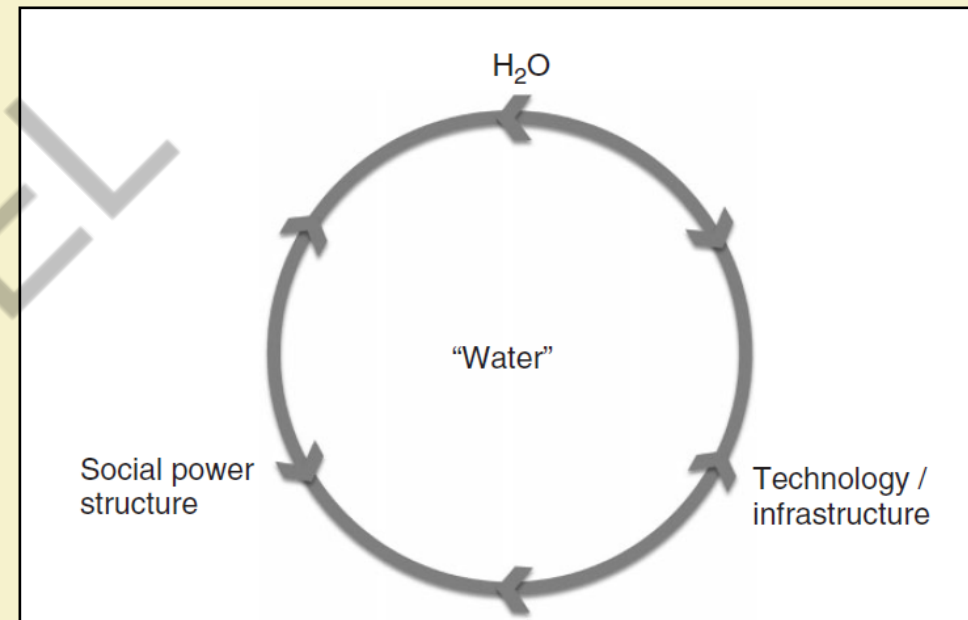 H₂O
“Water”
Social power
structure
Technology /
infrastructure